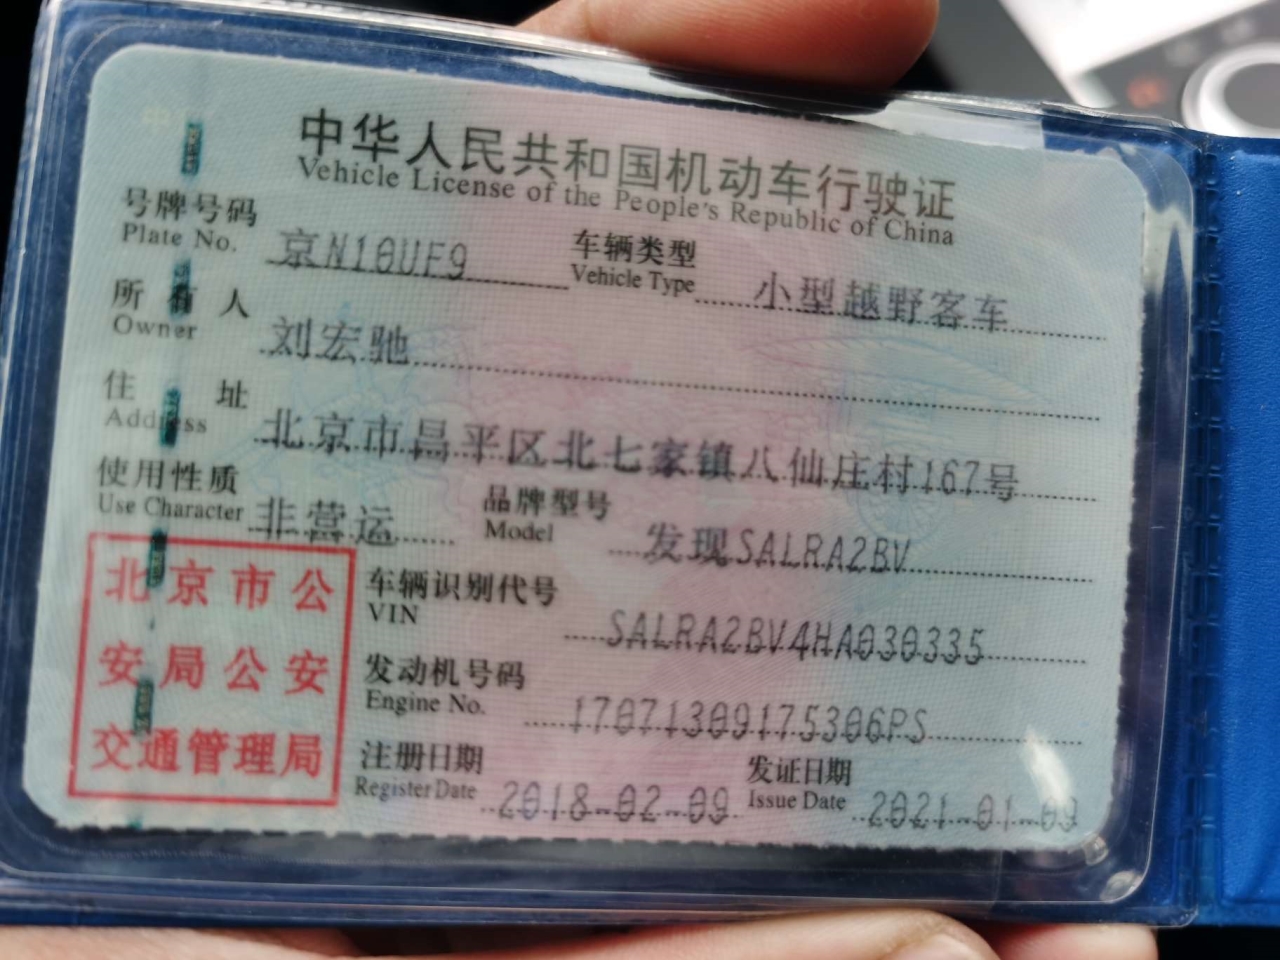 中华人民共和国机动车行驶证
Vehicle License of the People's Republic of China
号牌号码 京N10UF9 车辆类型 小型越野客车
Plate No. Vehicle Type
所有人 刘宏驰
Owner
住址 北京市昌平区北七家镇八仙庄村167号
Address
使用性质 非营运 品牌型号 发现SALRA2BV
Use Character Model
北京市公
安局公安
交通管理局
车辆识别代号 SALRA2BV4HA030335
VIN
发动机号码 17071309175306PS
Engine No.
注册日期 2018-02-09 发证日期 2021-01-09
Register Date Issue Date